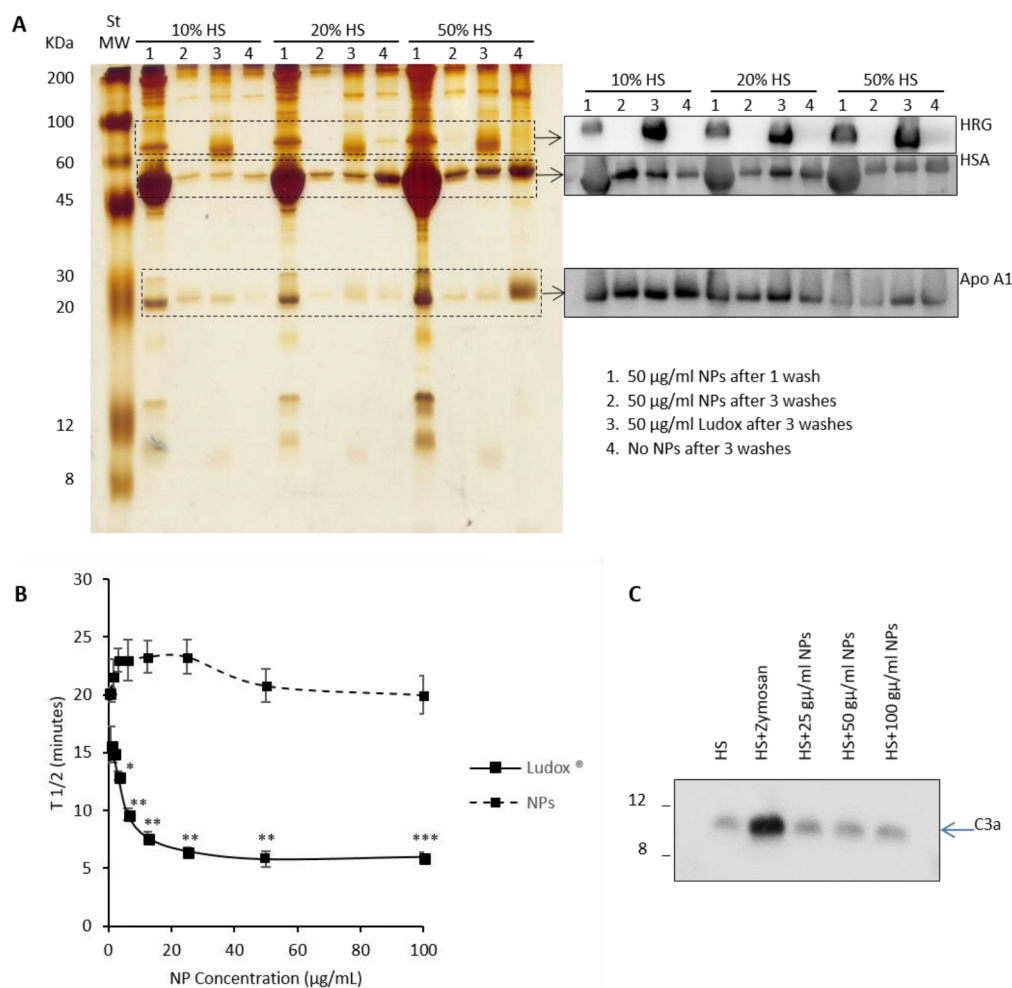 A
St
MW
10% HS
20% HS
50% HS
KDa
1 2 3 4 1 2 3 4 1 2 3 4
200
100
60
45
30
20
12
8
10% HS
20% HS
50% HS
1 2 3 4 1 2 3 4 1 2 3 4
HRG
HSA
Apo A1
1. 50 µg/ml NPs after 1 wash
2. 50 µg/ml NPs after 3 washes
3. 50 µg/ml Ludox after 3 washes
4. No NPs after 3 washes
B
T 1/2 (minutes)
30
25
20
15
10
5
0
*
**
**
**
**
***
0 20 40 60 80 100
NP Concentration (µg/mL)
Ludox ®
NPs
C
HS
HS+Zymosan
HS+25 gµ/ml NPs
HS+50 gµ/ml NPs
HS+100 gµ/ml NPs
12
8
C3a